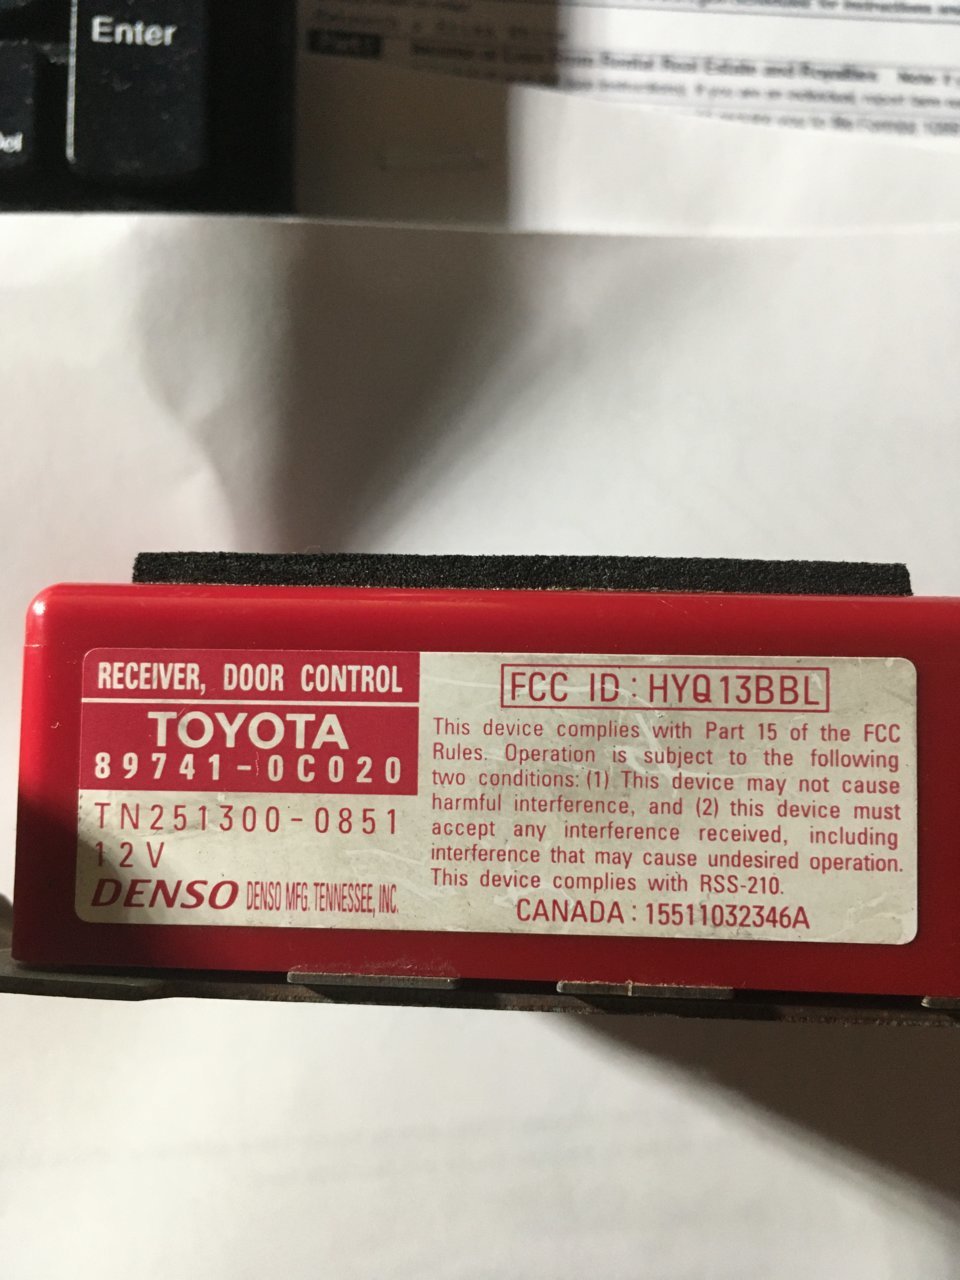 Enter
RECEIVER, DOOR CONTROL
TOYOTA
89741-0C020
TN251300-0851
12V
DENSO DENSO MFG. TENNESSEE, INC.
FCC ID : HYQ13BBL
This device complies with Part 15 of the FCC
Rules. Operation is subject to the following
two conditions: (1) This device may not cause
harmful interference, and (2) this device must
accept any interference received, including
interference that may cause undesired operation.
This device complies with RSS-210.
CANADA : 15511032346A